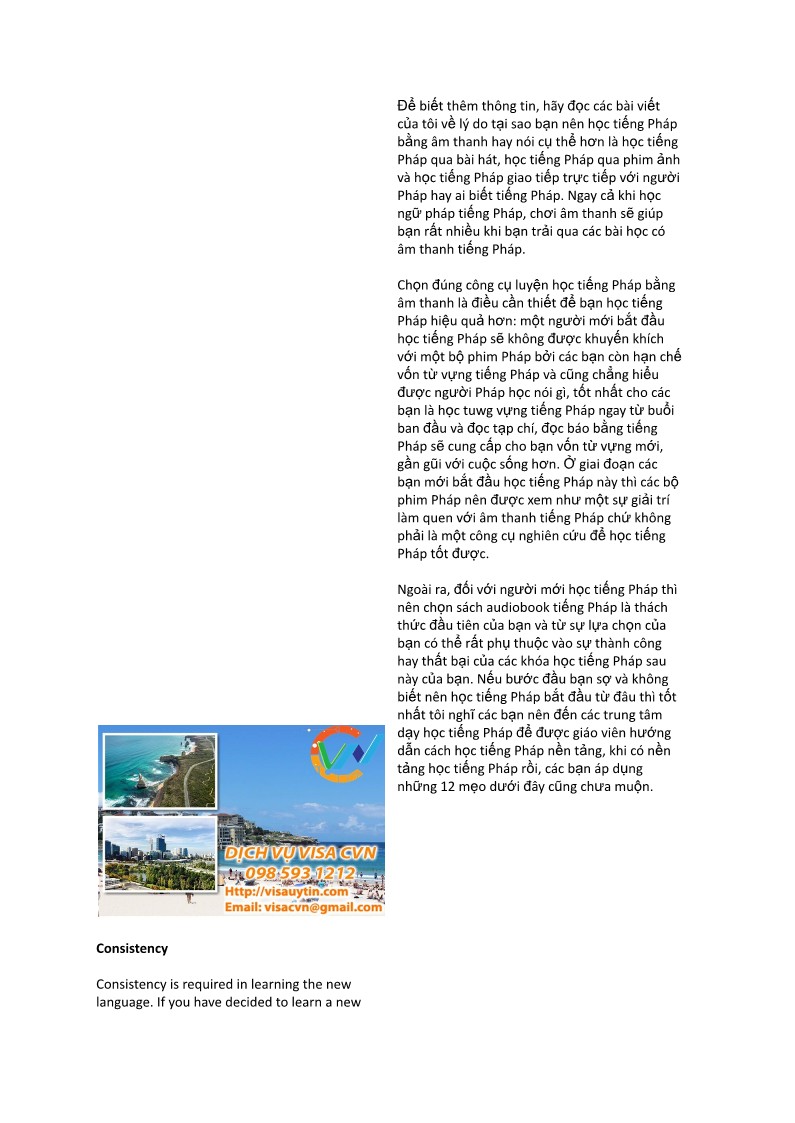 Để biết thêm thông tin, hãy đọc các bài viết
của tôi về lý do tại sao bạn nên học tiếng Pháp
bằng âm thanh hay nói cụ thể hơn là học tiếng
Pháp qua bài hát, học tiếng Pháp qua phim ảnh
và học tiếng Pháp giao tiếp trực tiếp với người
Pháp hay ai biết tiếng Pháp. Ngay cả khi học
ngữ pháp tiếng Pháp, chơi âm thanh sẽ giúp
bạn rất nhiều khi bạn trải qua các bài học có
âm thanh tiếng Pháp.
Chọn đúng công cụ luyện học tiếng Pháp bằng
âm thanh là điều cần thiết để bạn học tiếng
Pháp hiệu quả hơn: một người mới bắt đầu
học tiếng Pháp sẽ không được khuyến khích
với một bộ phim Pháp bởi các bạn còn hạn chế
vốn từ vựng tiếng Pháp và cũng chẳng hiểu
được người Pháp học nói gì, tốt nhất cho các
bạn là học tuwg vựng tiếng Pháp ngay từ buổi
ban đầu và đọc tạp chí, đọc báo bằng tiếng
Pháp sẽ cung cấp cho bạn vốn từ vựng mới,
gần gũi với cuộc sống hơn. Ở giai đoạn các
bạn mới bắt đầu học tiếng Pháp này thì các bộ
phim Pháp nên được xem như một sự giải trí
làm quen với âm thanh tiếng Pháp chứ không
phải là một công cụ nghiên cứu để học tiếng
Pháp tốt được.
Ngoài ra, đối với người mới học tiếng Pháp thì
nên chọn sách audiobook tiếng Pháp là thách
thức đầu tiên của bạn và từ sự lựa chọn của
bạn có thể rất phụ thuộc vào sự thành công
hay thất bại của các khóa học tiếng Pháp sau
này của bạn. Nếu bước đầu bạn sợ và không
biết nên học tiếng Pháp bắt đầu từ đâu thì tốt
nhất tôi nghĩ các bạn nên đến các trung tâm
dạy học tiếng Pháp để được giáo viên hướng
dẫn cách học tiếng Pháp nền tảng, khi có nền
tảng học tiếng Pháp rồi, các bạn áp dụng
những 12 mẹo dưới đây cũng chưa muộn.
DỊCH VỤ VISA CVN
098 593 1212
Http://visauytin.com
Email: visacvn@gmail.com
Consistency
Consistency is required in learning the new
language. If you have decided to learn a new